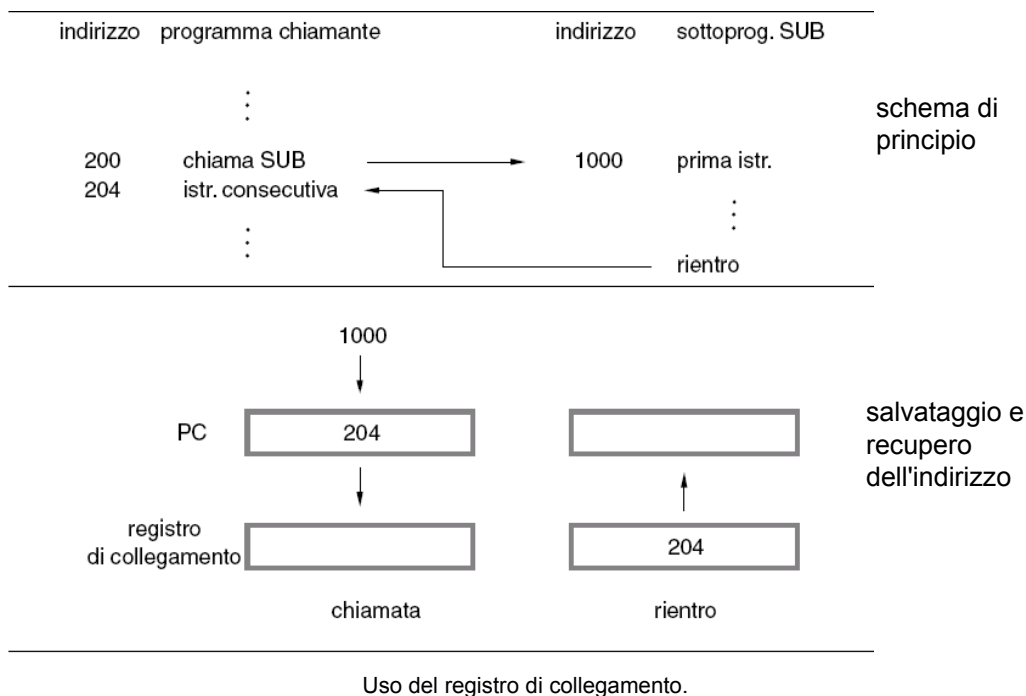 indirizzo programma chiamante indirizzo sottoprog. SUB
schema di
principio
200 chiama SUB 1000 prima istr.
204 istr. consecutiva
rientro
1000
PC 204
salvataggio e
recupero
dell'indirizzo
registro
di collegamento 204
chiamata rientro
Uso del registro di collegamento.